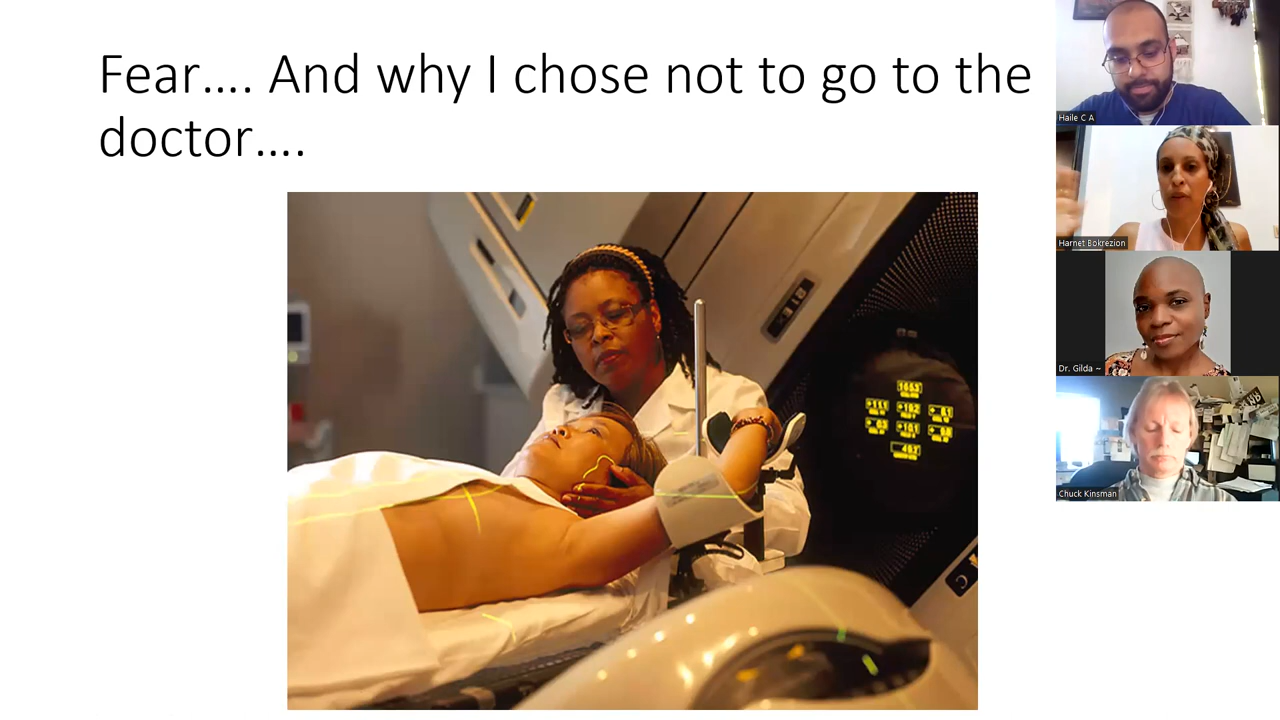 Fear…. And why I chose not to go to the
doctor….
Haile C A
Harnet Bokrezion
Dr. Gilda ~
Chuck Kinsman